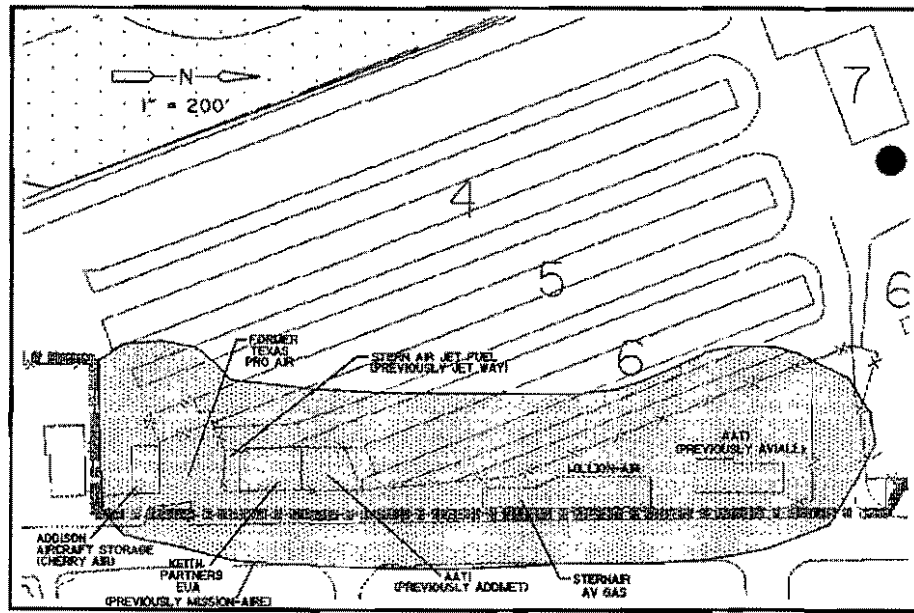 N
1" = 200'
7
4
5
6
6
FORMER
TEXAS
PRO AIR
STERN AIR JET FUEL
(PREVIOUSLY JET WAY)
AATI
(PREVIOUSLY AVIALL)
MILLION-AIR
ADDISON
AIRCRAFT STORAGE
(CHERRY AIR)
KEITH
PARTNERS
EUA
(PREVIOUSLY MISSION-AIRE)
AATI
(PREVIOUSLY ADDJET)
STERNAIR
AV GAS